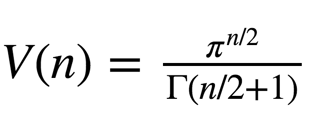 V(n) = π^{n/2} / Γ(n/2+1)